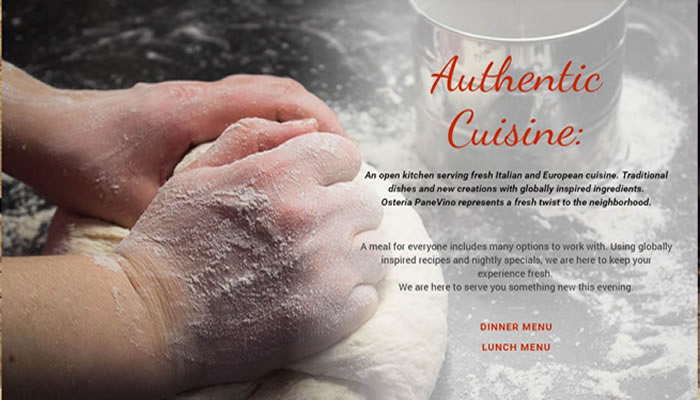 Authentic
Cuisine:
An open kitchen serving fresh Italian and European cuisine. Traditional
dishes and new creations with globally inspired ingredients.
Osteria PaneVino represents a fresh twist to the neighborhood.
A meal for everyone includes many options to work with. Using globally
inspired recipes and nightly specials, we are here to keep your
experience fresh.
We are here to serve you something new this evening.
DINNER MENU
LUNCH MENU